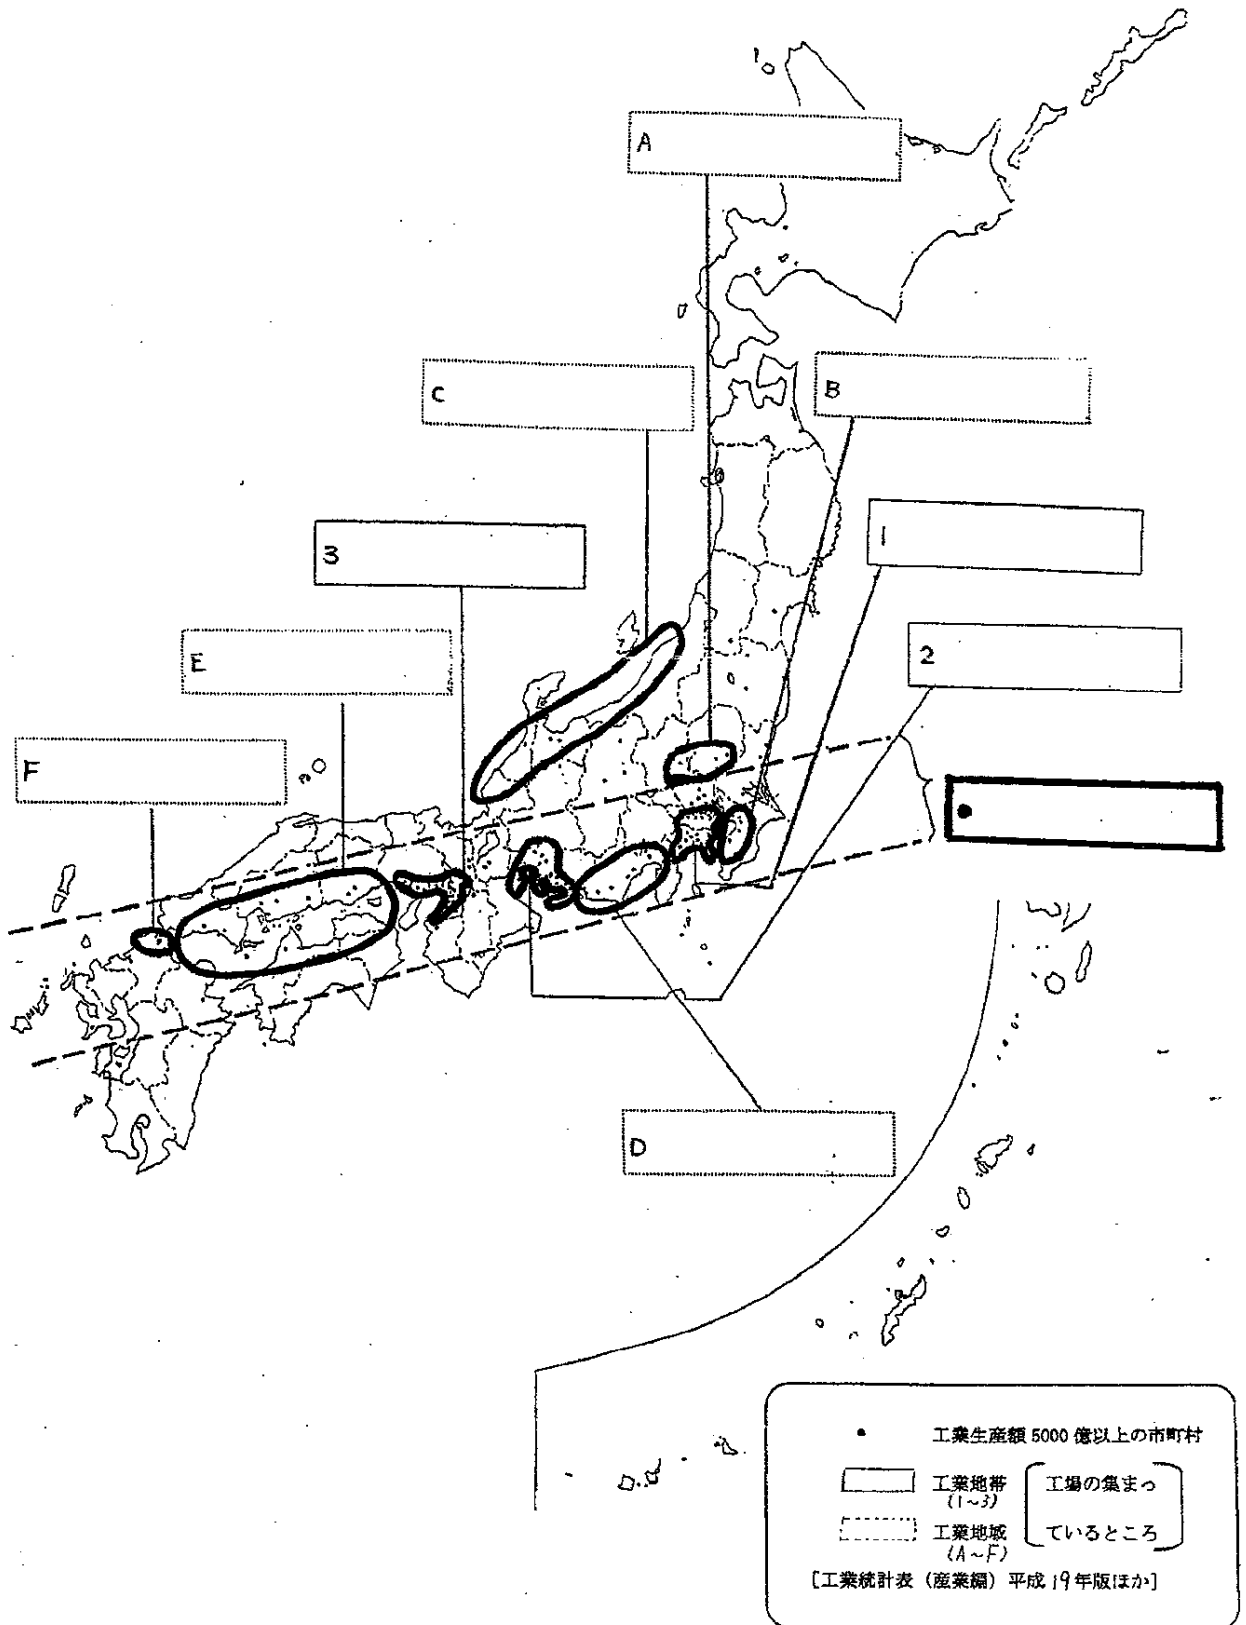 A
C
B
3
1
E
2
F
D
● 工業生産額 5000 億以上の市町村
工業地帯
(1~3)
工場の集まっ
ているところ
工業地域
(A~F)
[工業統計表（産業編）平成 19年版ほか]